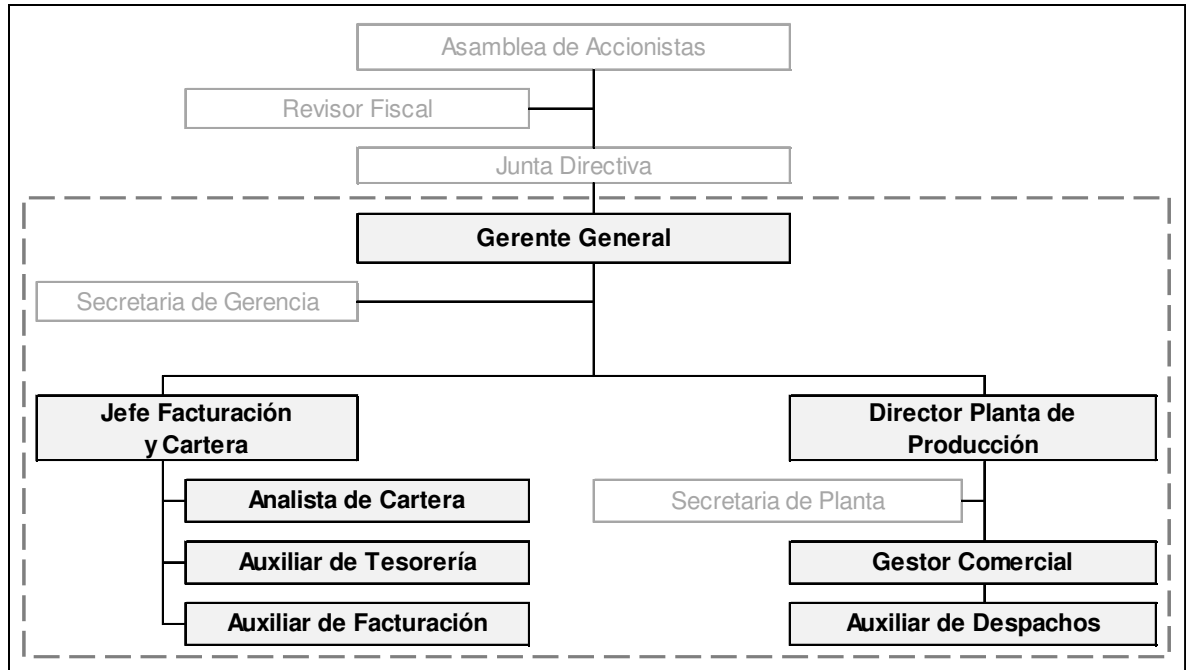 Asamblea de Accionistas
Revisor Fiscal
Junta Directiva
Gerente General
Secretaria de Gerencia
Jefe Facturación
y Cartera
Director Planta de
Producción
Analista de Cartera
Secretaria de Planta
Auxiliar de Tesorería
Gestor Comercial
Auxiliar de Facturación
Auxiliar de Despachos